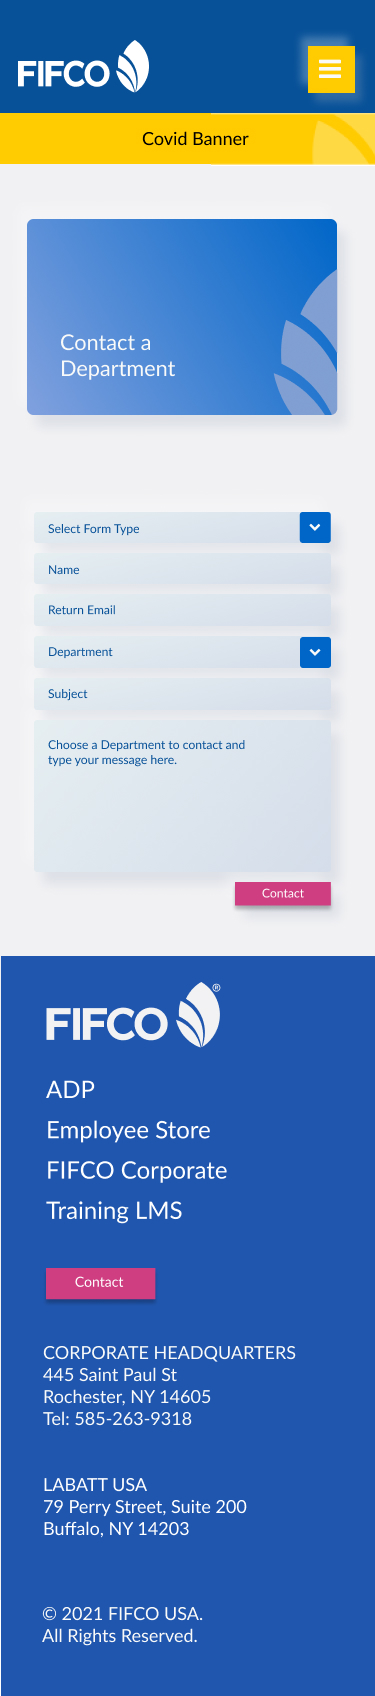 FIFCO
Covid Banner
Contact a
Department
Select Form Type
Name
Return Email
Department
Subject
Choose a Department to contact and
type your message here.
Contact
FIFCO®
ADP
Employee Store
FIFCO Corporate
Training LMS
Contact
CORPORATE HEADQUARTERS
445 Saint Paul St
Rochester, NY 14605
Tel: 585-263-9318
LABATT USA
79 Perry Street, Suite 200
Buffalo, NY 14203
© 2021 FIFCO USA.
All Rights Reserved.